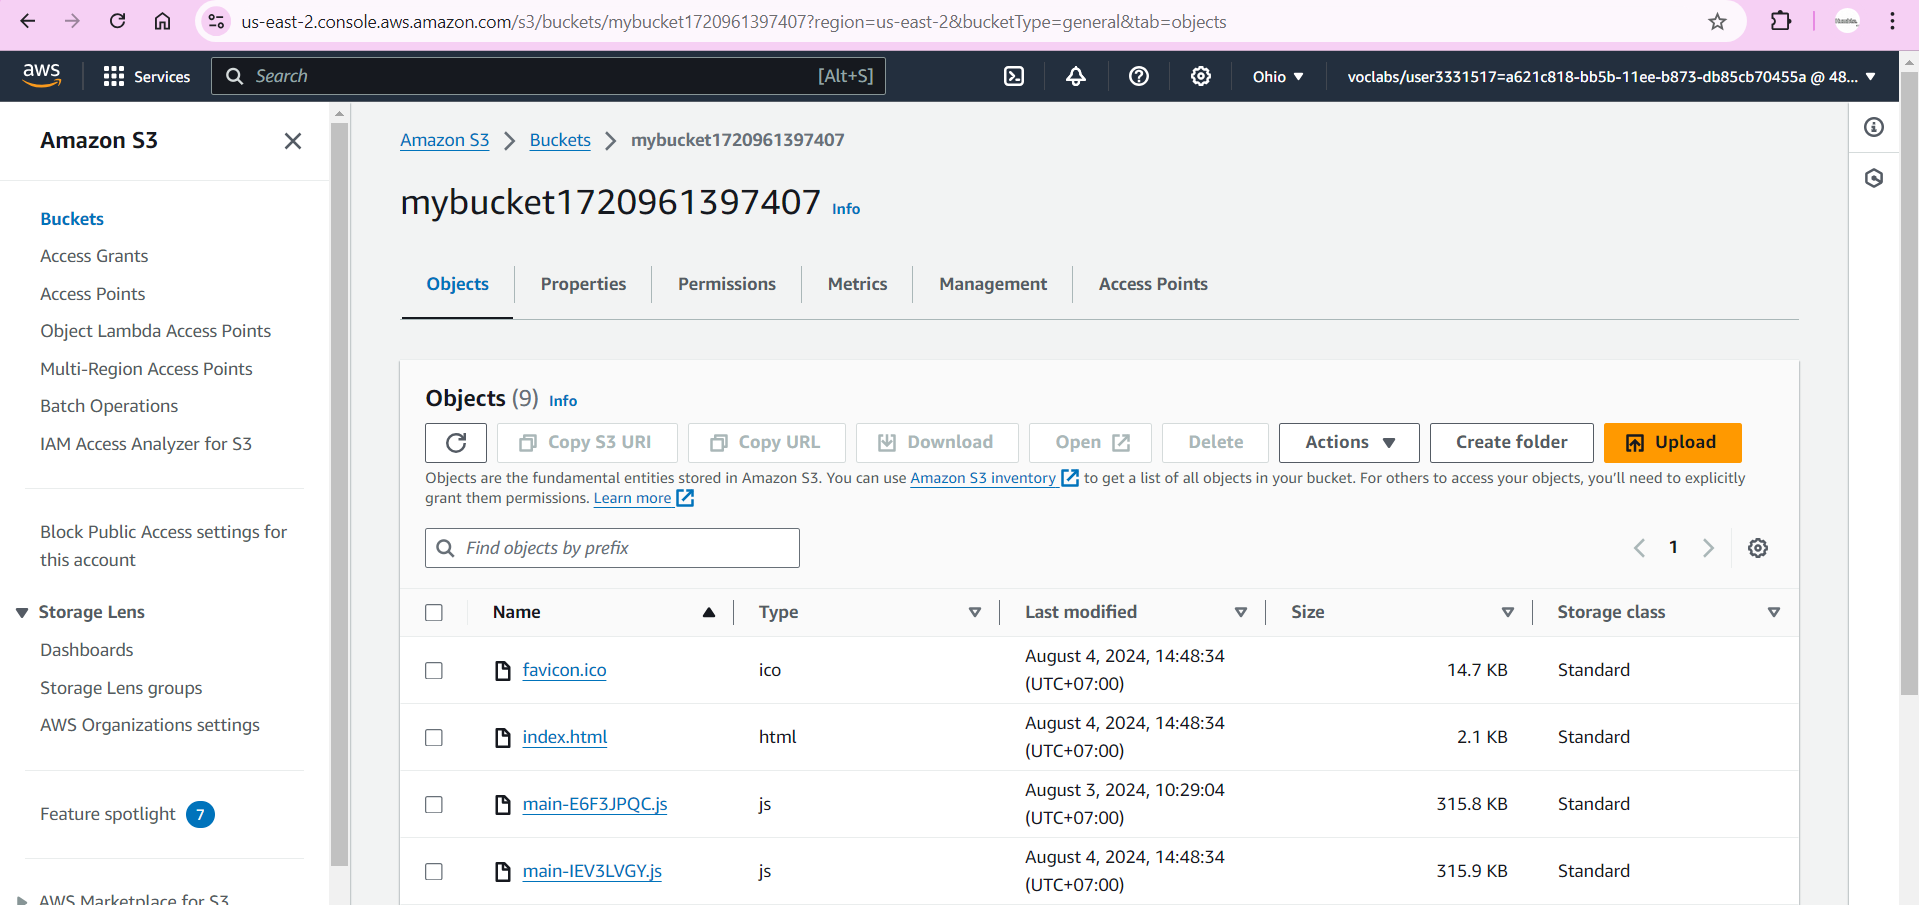 us-east-2.console.aws.amazon.com/s3/buckets/mybucket1720961397407?region=us-east-2&bucketType=general&tab=objects
aws
Services
Search
[Alt+S]
Ohio
voclabs/user3331517=a621c818-bb5b-11ee-b873-db85cb70455a @ 48...
Amazon S3
Buckets
Access Grants
Access Points
Object Lambda Access Points
Multi-Region Access Points
Batch Operations
IAM Access Analyzer for S3
Block Public Access settings for
this account
Storage Lens
Dashboards
Storage Lens groups
AWS Organizations settings
Feature spotlight 7
AWS Marketplace for S3
Amazon S3 > Buckets > mybucket1720961397407
mybucket1720961397407 Info
Objects
Properties
Permissions
Metrics
Management
Access Points
Objects (9) Info
Copy S3 URI
Copy URL
Download
Open
Delete
Actions
Create folder
Upload
Objects are the fundamental entities stored in Amazon S3. You can use Amazon S3 inventory to get a list of all objects in your bucket. For others to access your objects, you'll need to explicitly
grant them permissions. Learn more
Find objects by prefix
1
Name Type Last modified Size Storage class
favicon.ico ico August 4, 2024, 14:48:34 (UTC+07:00) 14.7 KB Standard
index.html html August 4, 2024, 14:48:34 (UTC+07:00) 2.1 KB Standard
main-E6F3JPQC.js js August 3, 2024, 10:29:04 (UTC+07:00) 315.8 KB Standard
main-IEV3LVGY.js js August 4, 2024, 14:48:34 (UTC+07:00) 315.9 KB Standard